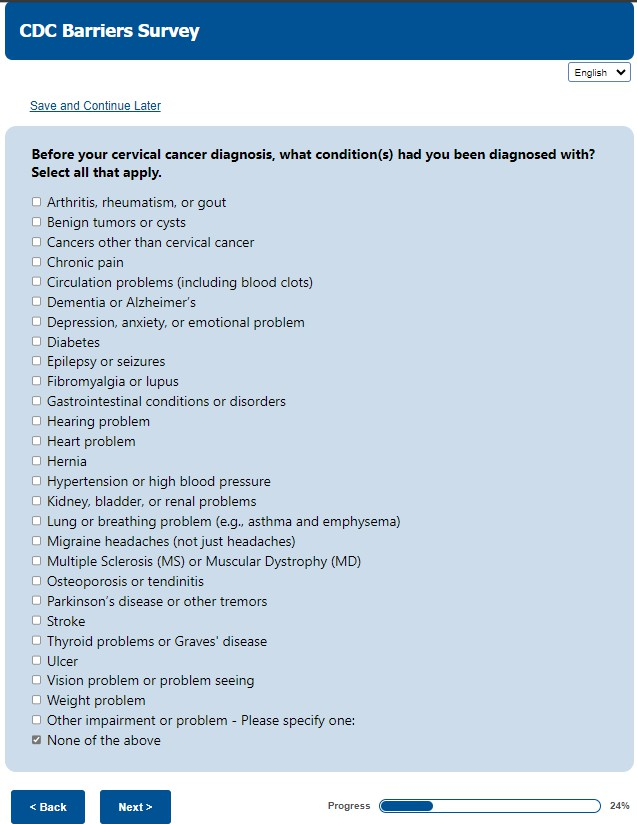 CDC Barriers Survey
English
Save and Continue Later
Before your cervical cancer diagnosis, what condition(s) had you been diagnosed with?
Select all that apply.
Arthritis, rheumatism, or gout
Benign tumors or cysts
Cancers other than cervical cancer
Chronic pain
Circulation problems (including blood clots)
Dementia or Alzheimer's
Depression, anxiety, or emotional problem
Diabetes
Epilepsy or seizures
Fibromyalgia or lupus
Gastrointestinal conditions or disorders
Hearing problem
Heart problem
Hernia
Hypertension or high blood pressure
Kidney, bladder, or renal problems
Lung or breathing problem (e.g., asthma and emphysema)
Migraine headaches (not just headaches)
Multiple Sclerosis (MS) or Muscular Dystrophy (MD)
Osteoporosis or tendinitis
Parkinson's disease or other tremors
Stroke
Thyroid problems or Graves' disease
Ulcer
Vision problem or problem seeing
Weight problem
Other impairment or problem - Please specify one:
None of the above
< Back Next > Progress 24%